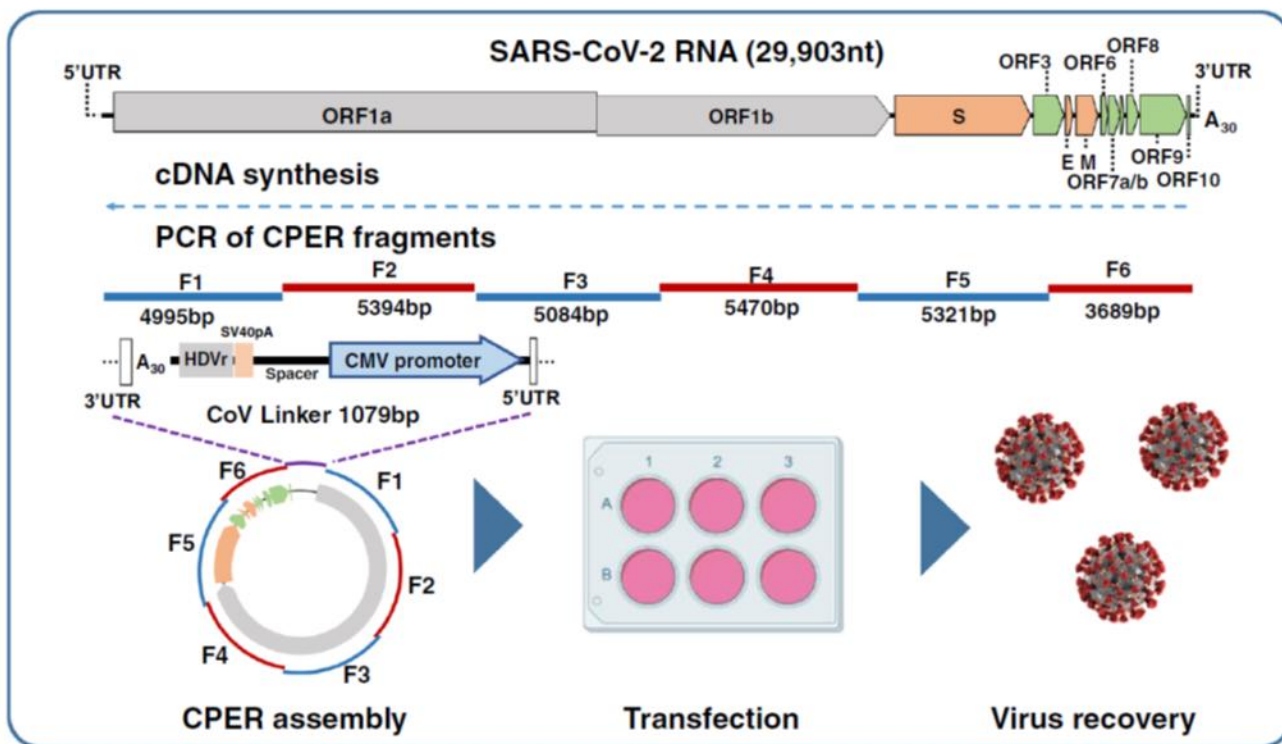 SARS-CoV-2 RNA (29,903nt)
5'UTR
ORF3
ORF6
ORF8
3'UTR
ORF1a
ORF1b
S
A30
E M
ORF7a/b
ORF9
ORF10
cDNA synthesis
PCR of CPER fragments
F1
F2
F3
F4
F5
F6
4995bp
5394bp
5084bp
5470bp
5321bp
3689bp
SV40pA
A30
HDVr
Spacer
CMV promoter
3'UTR
5'UTR
CoV Linker 1079bp
F6
F1
F5
F2
F4
F3
1 2 3
A
B
CPER assembly
Transfection
Virus recovery